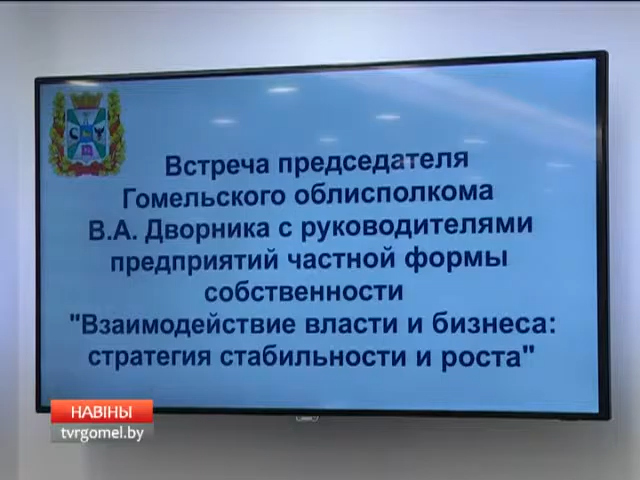 Встреча председателя
Гомельского облисполкома
В.А. Дворника с руководителями
предприятий частной формы
собственности
"Взаимодействие власти и бизнеса:
стратегия стабильности и роста"
НАВІНЫ
tvrgomel.by